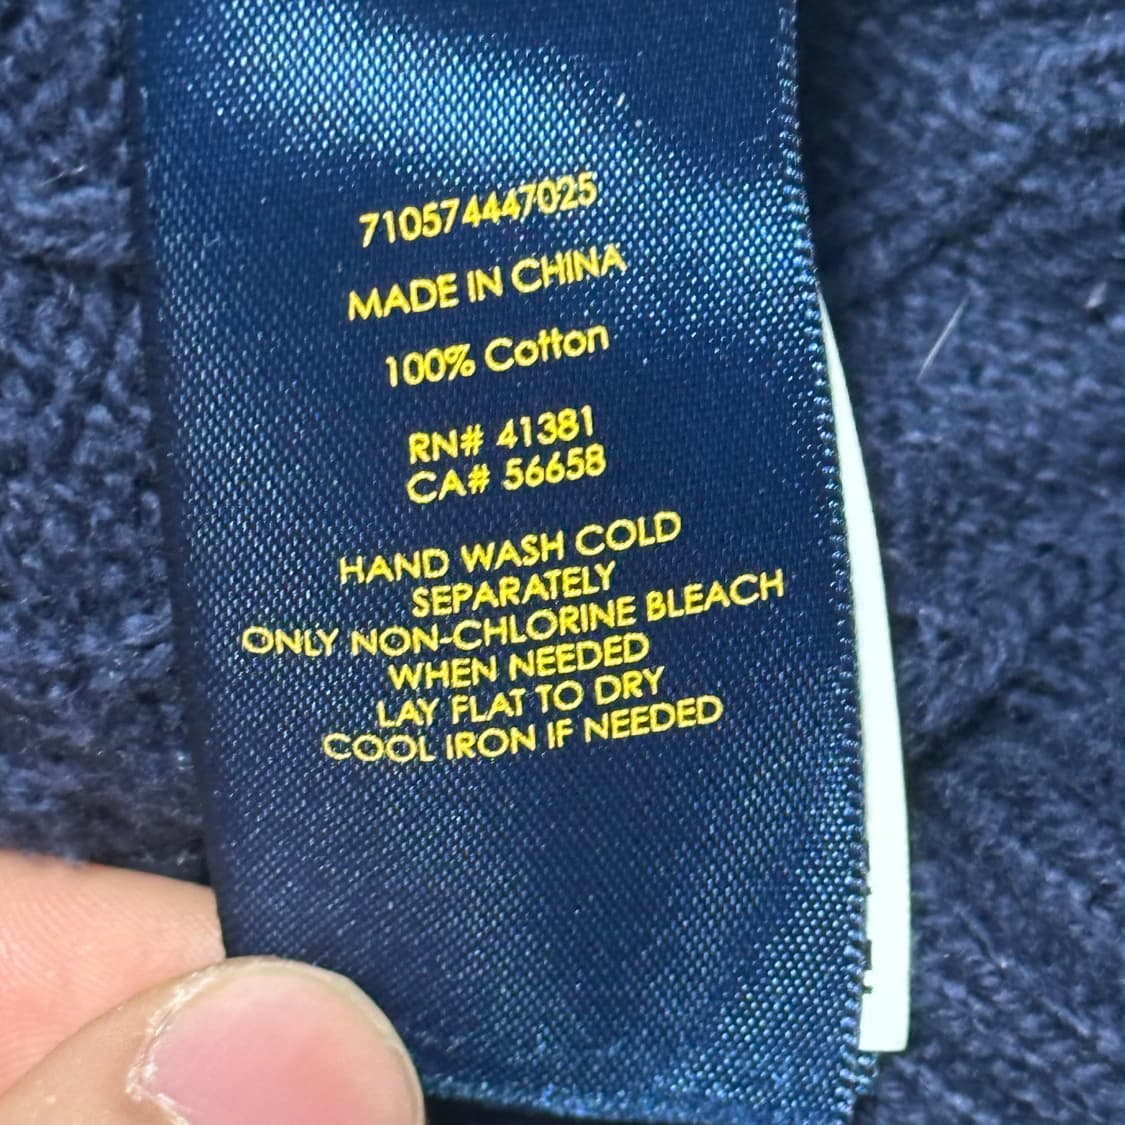 710574447025
MADE IN CHINA
100% Cotton
RN# 41381
CA# 56658
HAND WASH COLD
SEPARATELY
ONLY NON-CHLORINE BLEACH
WHEN NEEDED
LAY FLAT TO DRY
COOL IRON IF NEEDED